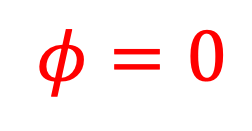 ϕ = 0